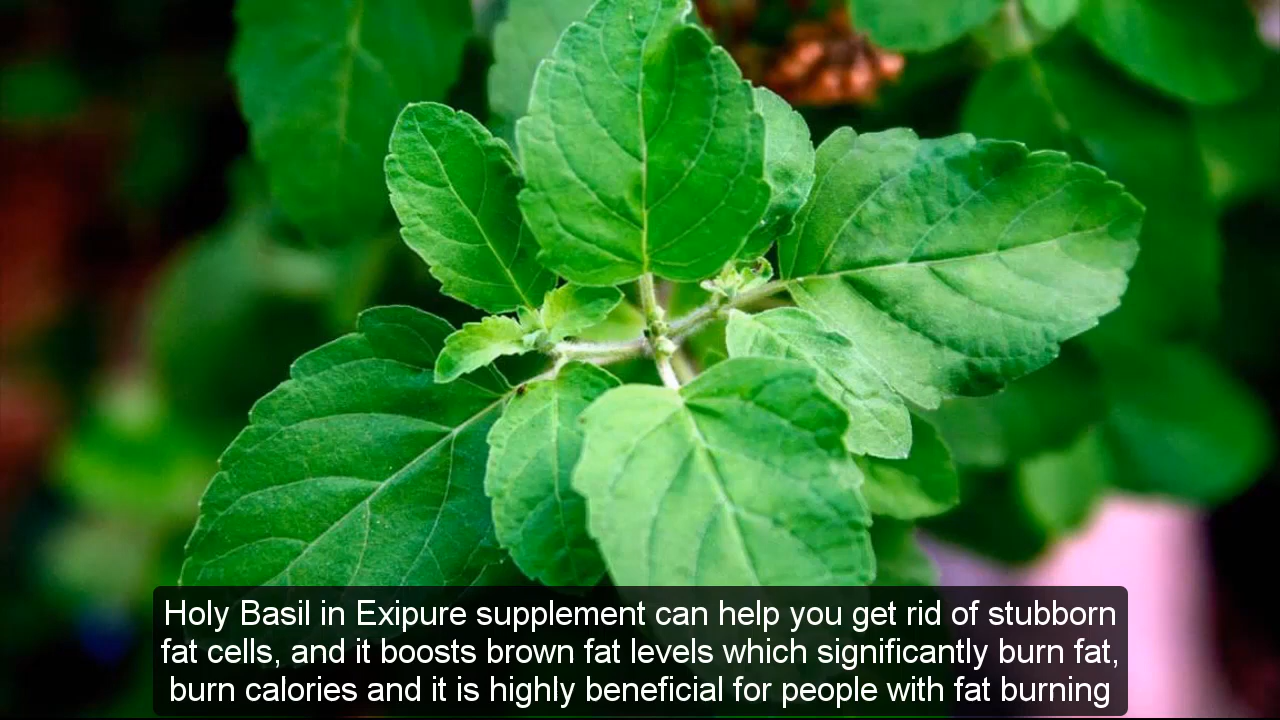 Holy Basil in Exipure supplement can help you get rid of stubborn
fat cells, and it boosts brown fat levels which significantly burn fat,
burn calories and it is highly beneficial for people with fat burning